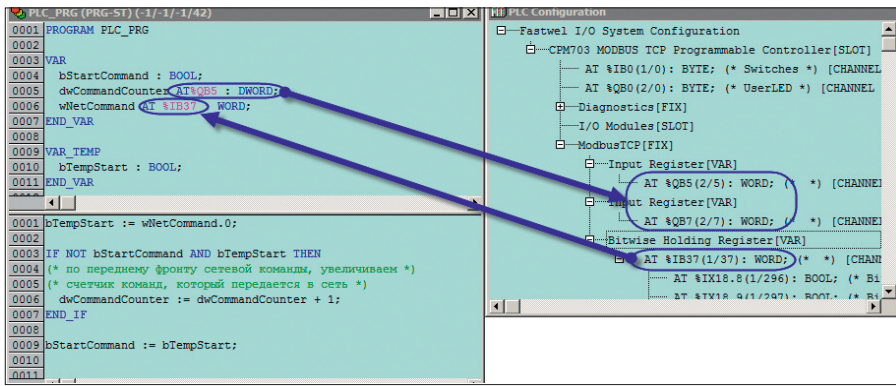 PLC_PRG (PRG-ST) (-1/-1/-1/42)
0001 PROGRAM PLC_PRG
0002
0003 VAR
0004 bStartCommand : BOOL;
0005 dwCommandCounter AT%QB5 : DWORD;
0006 wNetCommand AT %IB37 WORD;
0007 END_VAR
0008
0009 VAR_TEMP
0010 bTempStart : BOOL;
0011 END_VAR
0001 bTempStart := wNetCommand.0;
0002
0003 IF NOT bStartCommand AND bTempStart THEN
0004 (* по переднему фронту сетевой команды, увеличиваем *)
0005 (* счетчик команд, который передается в сеть *)
0006 dwCommandCounter := dwCommandCounter + 1;
0007 END_IF
0008
0009 bStartCommand := bTempStart;
0010
0011
PLC Configuration
Fastwel I/O System Configuration
CPM703 MODBUS TCP Programmable Controller[SLOT]
AT %IB0(1/0): BYTE; (* Switches *) [CHANNEL
AT %QB0(2/0): BYTE; (* UserLED *) [CHANNEL
Diagnostics[FIX]
I/O Modules[SLOT]
ModbusTCP[FIX]
Input Register[VAR]
AT %QB5(2/5): WORD; (* *) [CHANNEL
Input Register[VAR]
AT %QB7(2/7): WORD; (* *) [CHANNEL
Bitwise Holding Register[VAR]
AT %IB37(1/37): WORD; (* *) [CHAN
AT %IX18.8(1/296): BOOL; (* Bi
AT %IX18.9(1/297): BOOL; (* Bi